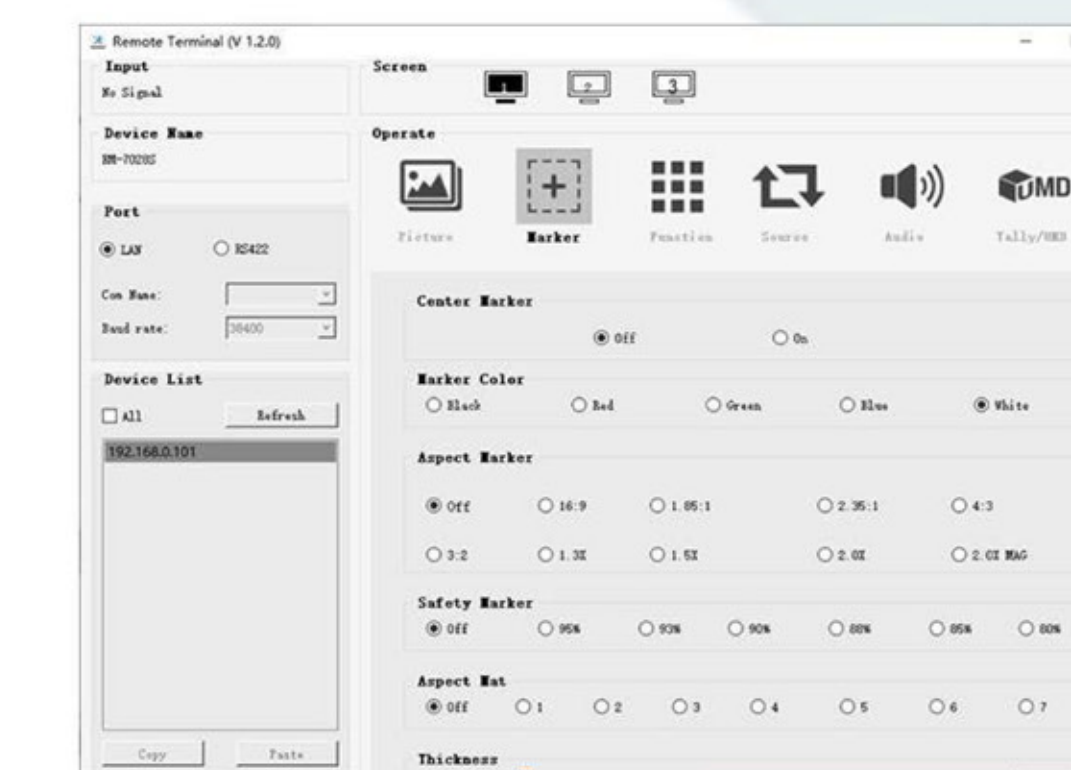 Remote Terminal (V 1.2.0)
Input
No Signal
Screen
1
2
3
Device Name
RM-7028S
Operate
Picture
Marker
Function
Source
Audio
UMD
Tally/UMD
Port
LAN
RS422
Com Name:
Baud rate:
38400
Device List
All
Refresh
192.168.0.101
Copy
Paste
Center Marker
Off On
Marker Color
Black Red Green Blue White
Aspect Marker
Off 16:9 1.85:1 2.35:1 4:3
3:2 1.3X 1.5X 2.0X 2.0X MAG
Safety Marker
Off 95% 93% 90% 88% 85% 80%
Aspect Mat
Off 1 2 3 4 5 6 7
Thickness